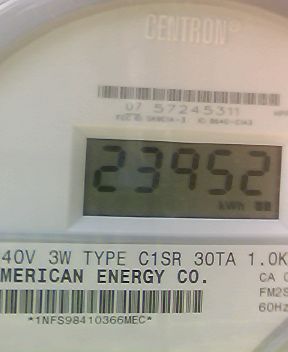 CENTRON®
07 57245311
23952
kWh
40V 3W TYPE C1SR 30TA 1.0K
MERICAN ENERGY CO.
CA
FM2S
60Hz
*1NFS98410366MEC*